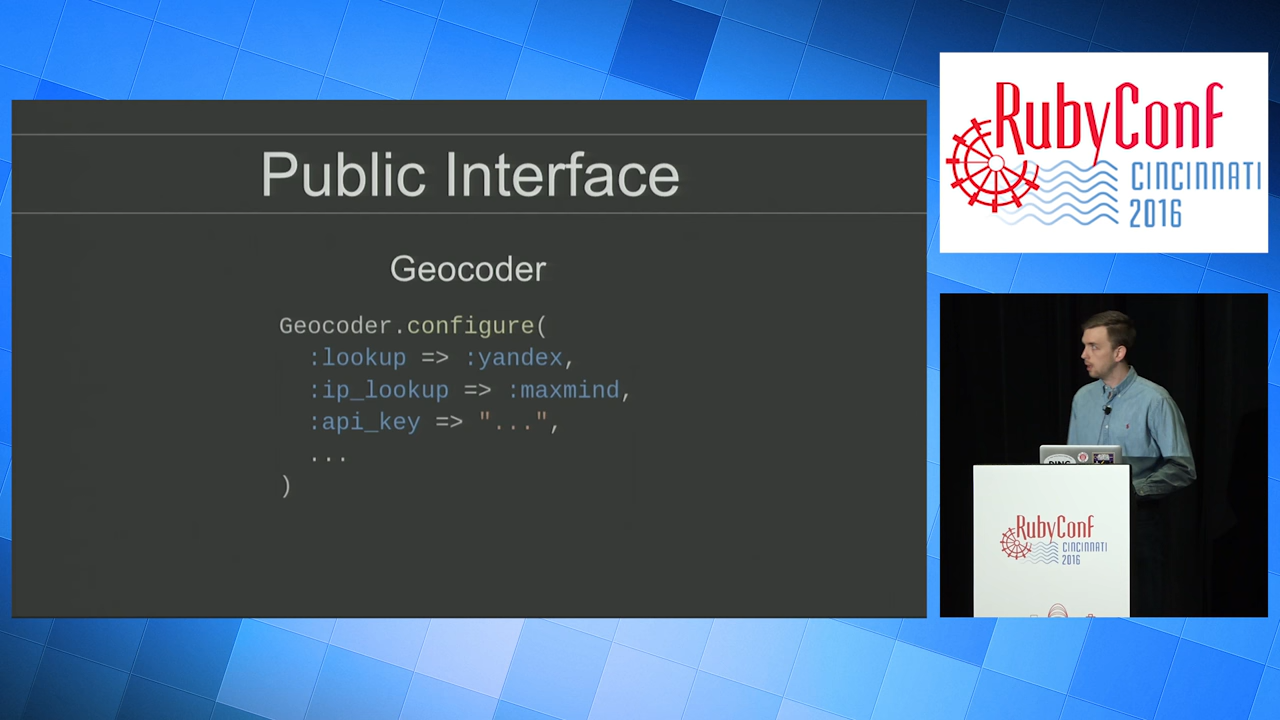 Public Interface
Geocoder
Geocoder.configure(
:lookup => :yandex,
:ip_lookup => :maxmind,
:api_key => "...",
...
)
RubyConf
CINCINNATI
2016
RubyConf
CINCINNATI
2016